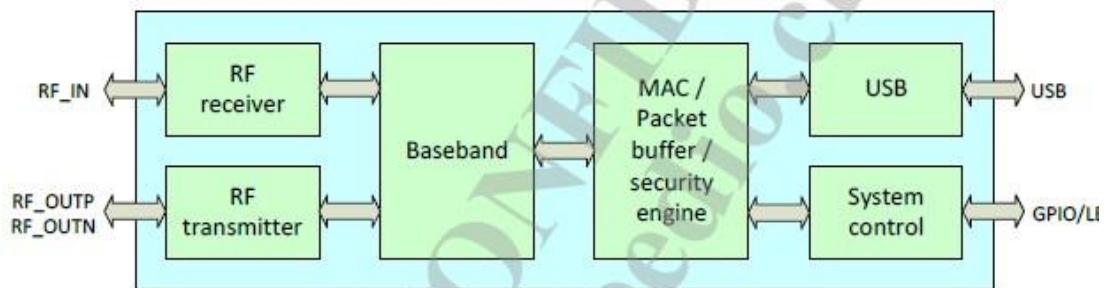 RF_IN
RF
receiver
RF_OUTP
RF_OUTN
RF
transmitter
Baseband
MAC /
Packet
buffer /
security
engine
USB
System
control
USB
GPIO/LE